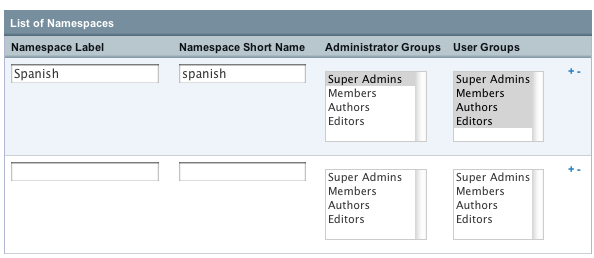 List of Namespaces
Namespace Label Namespace Short Name Administrator Groups User Groups
Spanish spanish Super Admins Super Admins + -
Members Members
Authors Authors
Editors Editors
Super Admins Super Admins + -
Members Members
Authors Authors
Editors Editors